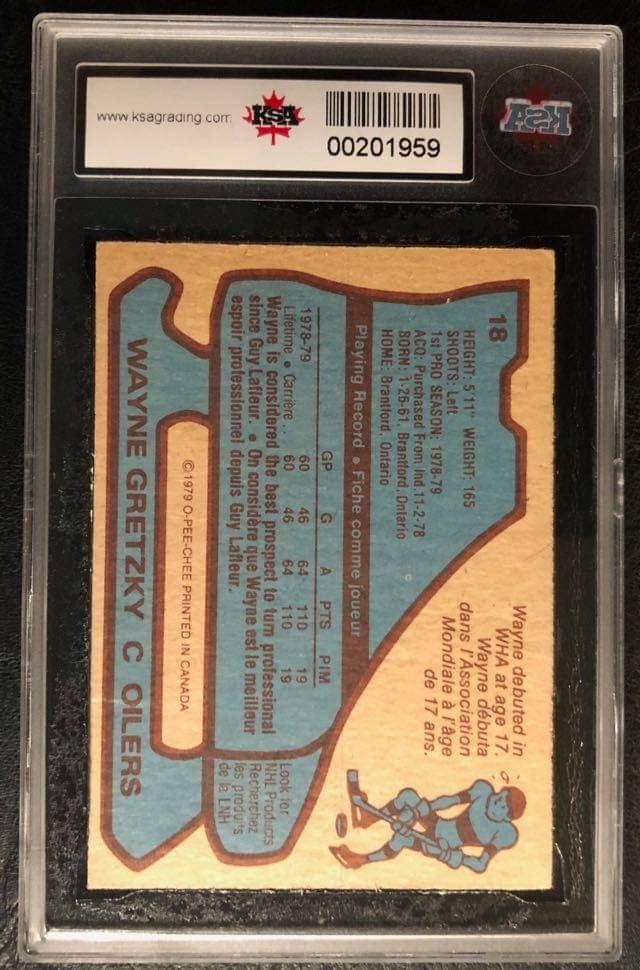 www.ksagrading.com
KSA
00201959
KSA
18
HEIGHT: 5'11" WEIGHT: 165
SHOOTS: Left
1st PRO SEASON: 1978-79
ACQ: Purchased From Ind. 11-2-78
BORN: 1-26-61, Brantford, Ontario
HOME: Brantford, Ontario
Wayne debuted in
WHA at age 17.
Wayne débuta
dans l'Association
Mondiale à l'âge
de 17 ans.
Playing Record • Fiche comme joueur
GP G A PTS PIM
1978-79 60 46 64 110 19
Lifetime • Carrière .. 60 46 64 110 19
Wayne is considered the best prospect to turn professional
since Guy Lafleur. • On considère que Wayne est le meilleur
espoir professionnel depuis Guy Lafleur.
Look for
NHL Products
Recherchez
les produits
de la LNH
©1979 O-PEE-CHEE PRINTED IN CANADA
WAYNE GRETZKY C OILERS